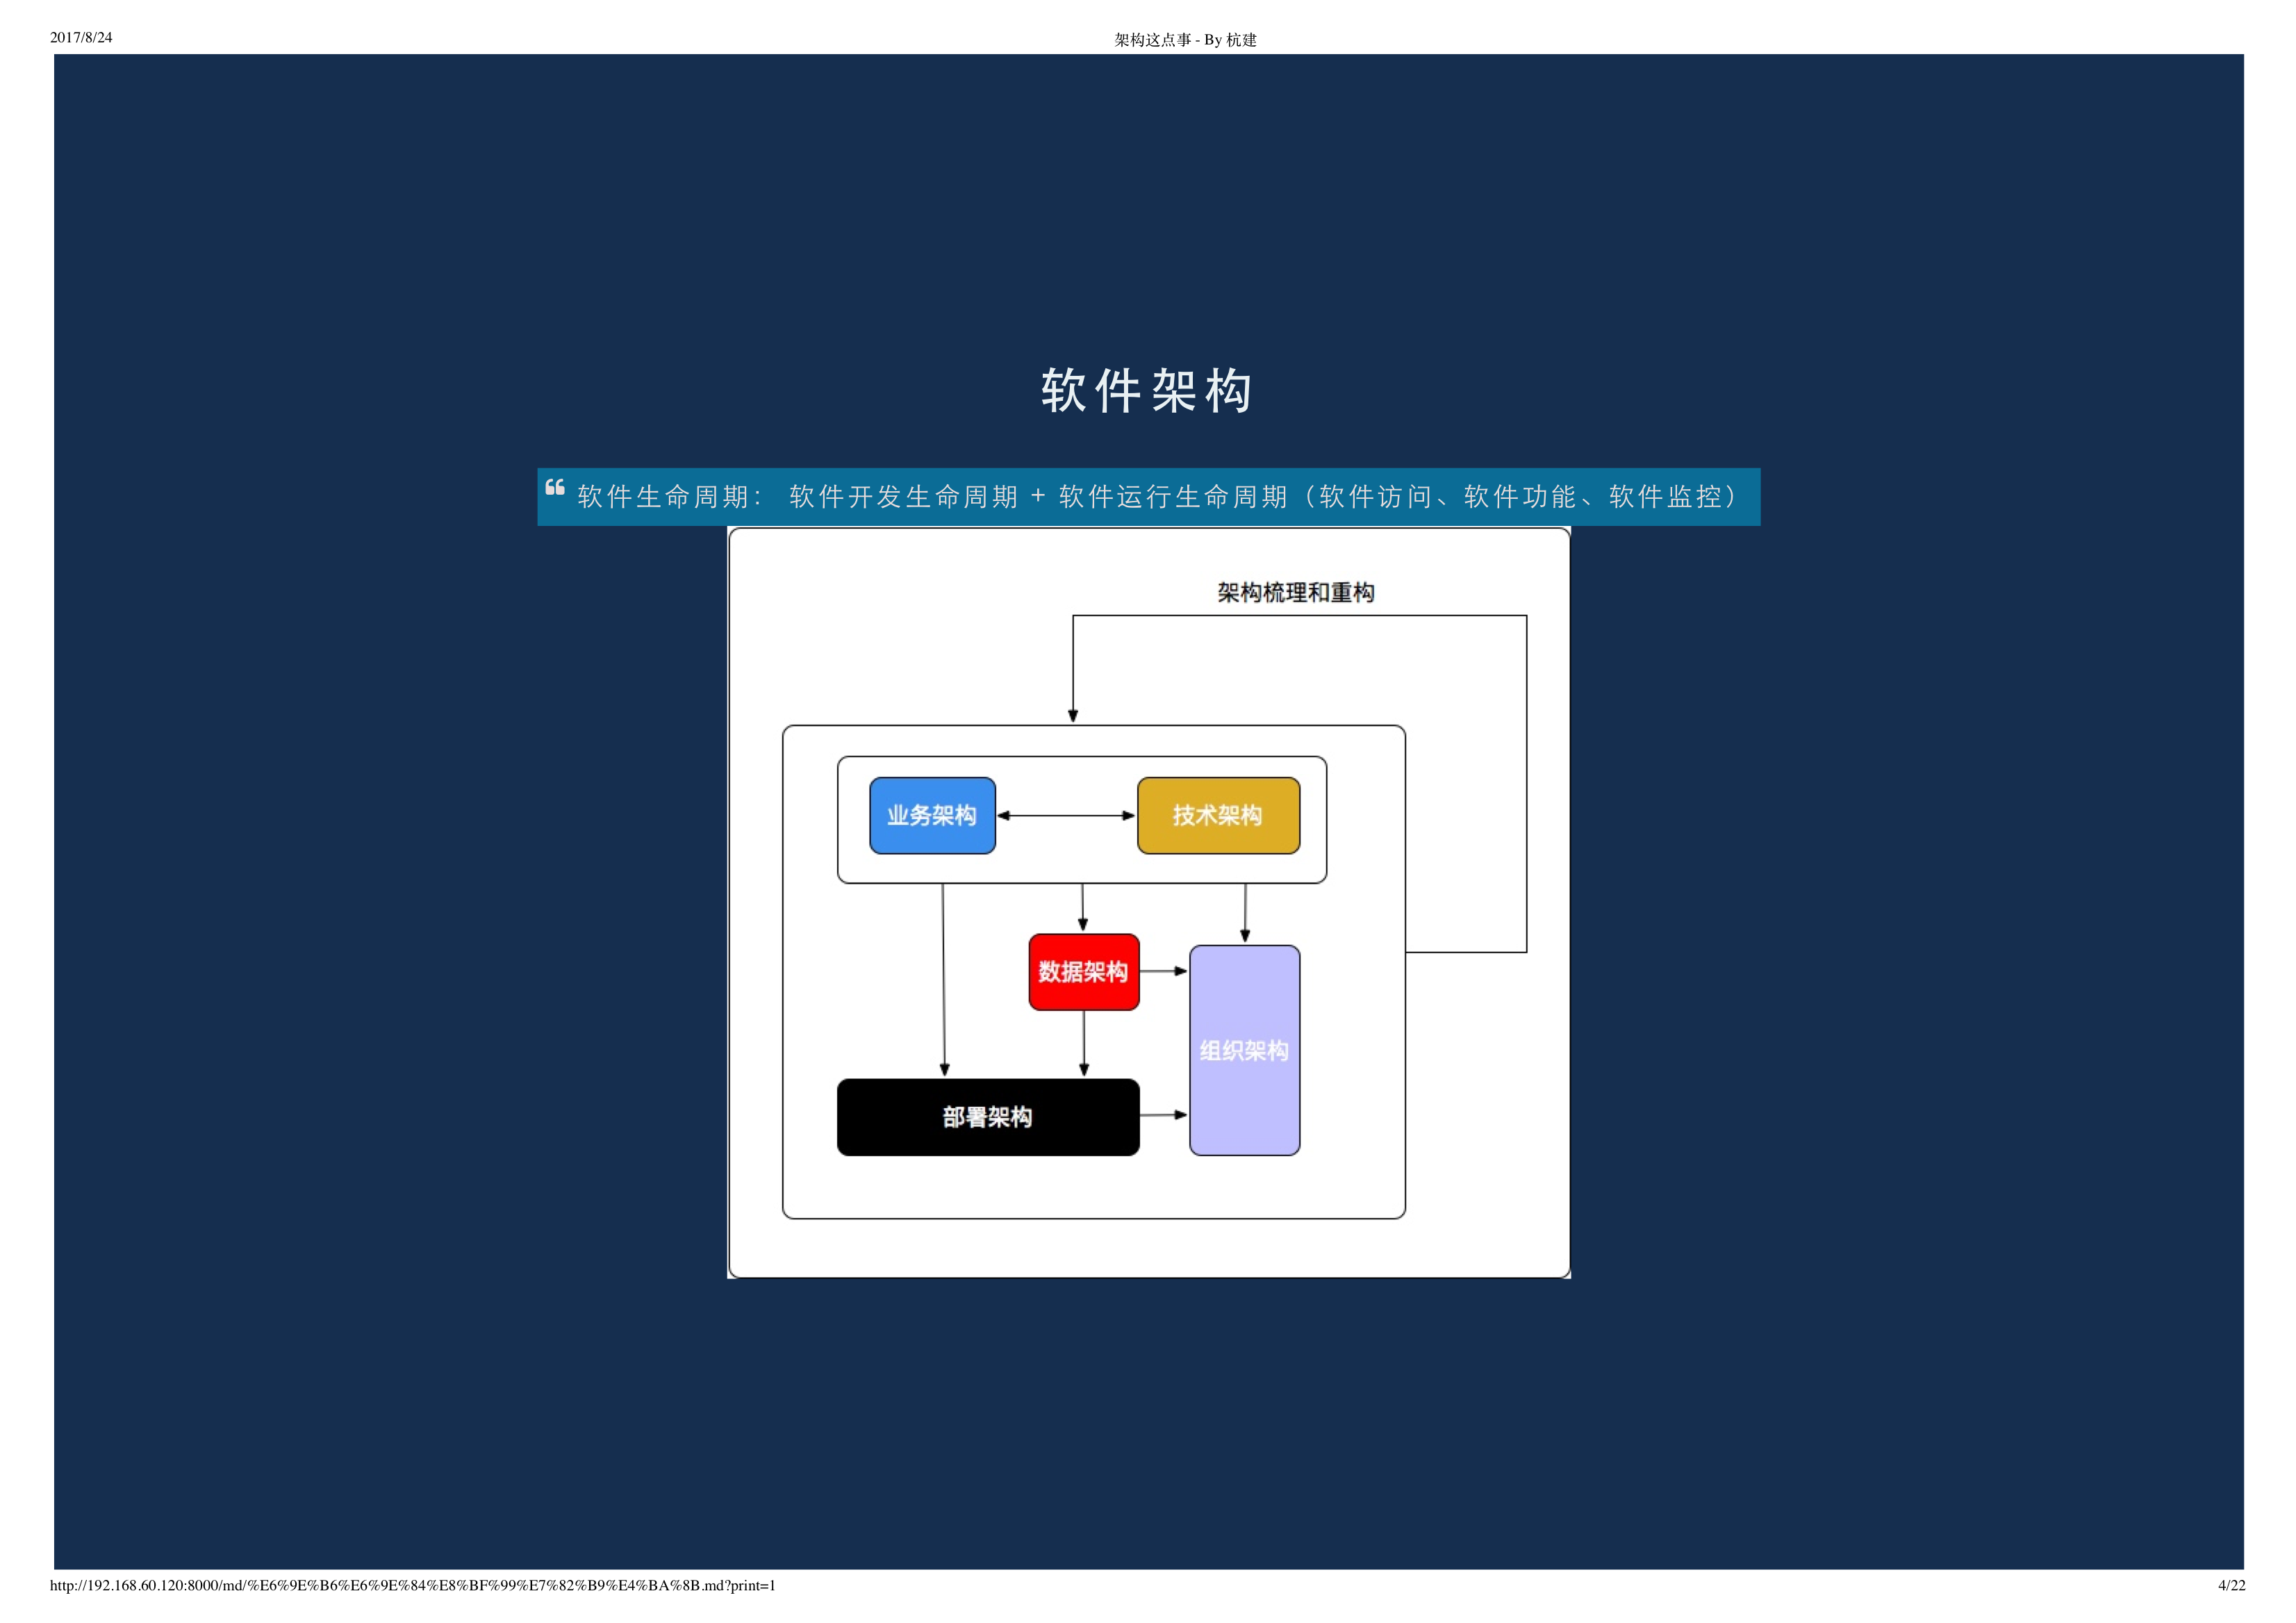 2017/8/24
架构这点事 - By 杭建
软件架构
软件生命周期： 软件开发生命周期 + 软件运行生命周期（软件访问、软件功能、软件监控）
架构梳理和重构
业务架构
技术架构
数据架构
组织架构
部署架构
http://192.168.60.120:8000/md/%E6%9E%B6%E6%9E%84%E8%BF%99%E7%82%B9%E4%BA%8B.md?print=1
4/22